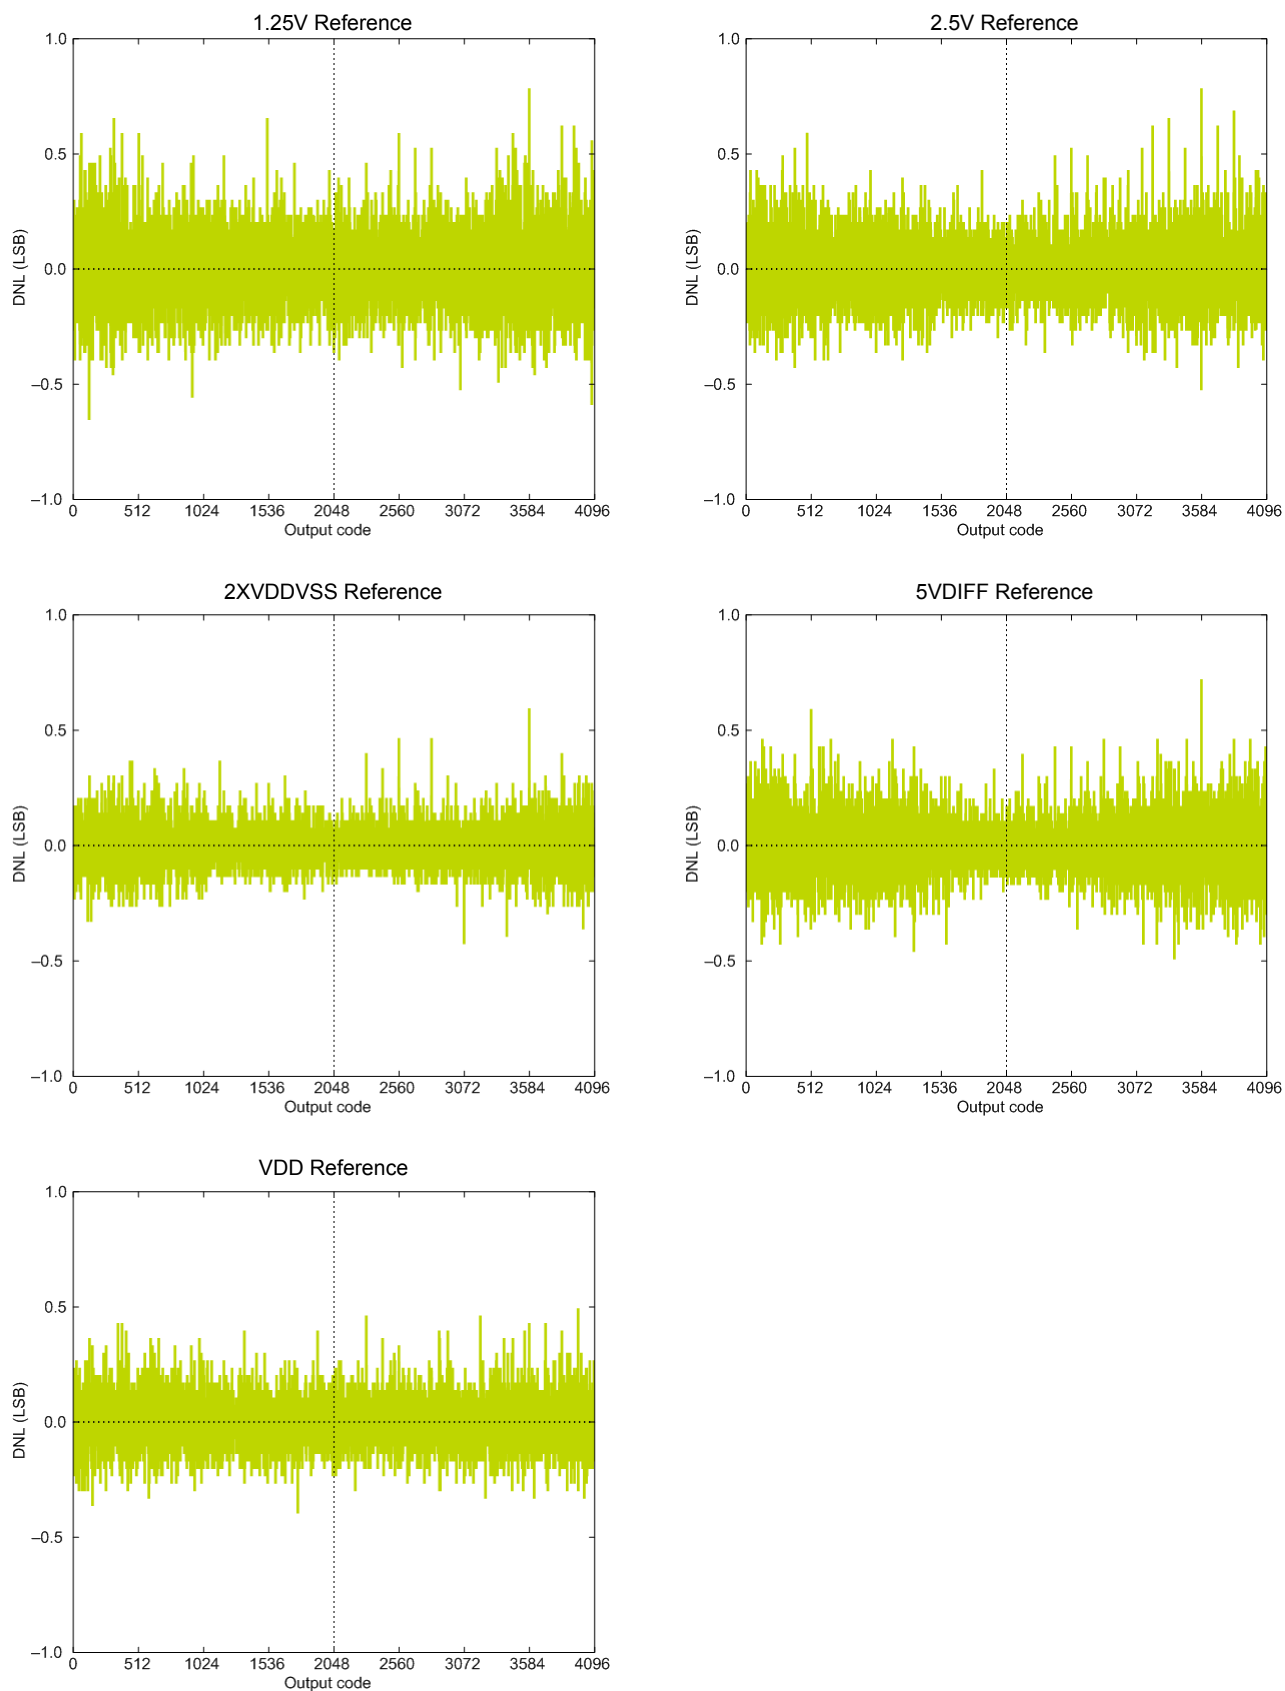 1.25V Reference
1.0
0.5
0.0
–0.5
–1.0
DNL (LSB)
0 512 1024 1536 2048 2560 3072 3584 4096
Output code
2.5V Reference
1.0
0.5
0.0
–0.5
–1.0
DNL (LSB)
0 512 1024 1536 2048 2560 3072 3584 4096
Output code
2XVDDVSS Reference
1.0
0.5
0.0
–0.5
–1.0
DNL (LSB)
0 512 1024 1536 2048 2560 3072 3584 4096
Output code
5VDIFF Reference
1.0
0.5
0.0
–0.5
–1.0
DNL (LSB)
0 512 1024 1536 2048 2560 3072 3584 4096
Output code
VDD Reference
1.0
0.5
0.0
–0.5
–1.0
DNL (LSB)
0 512 1024 1536 2048 2560 3072 3584 4096
Output code